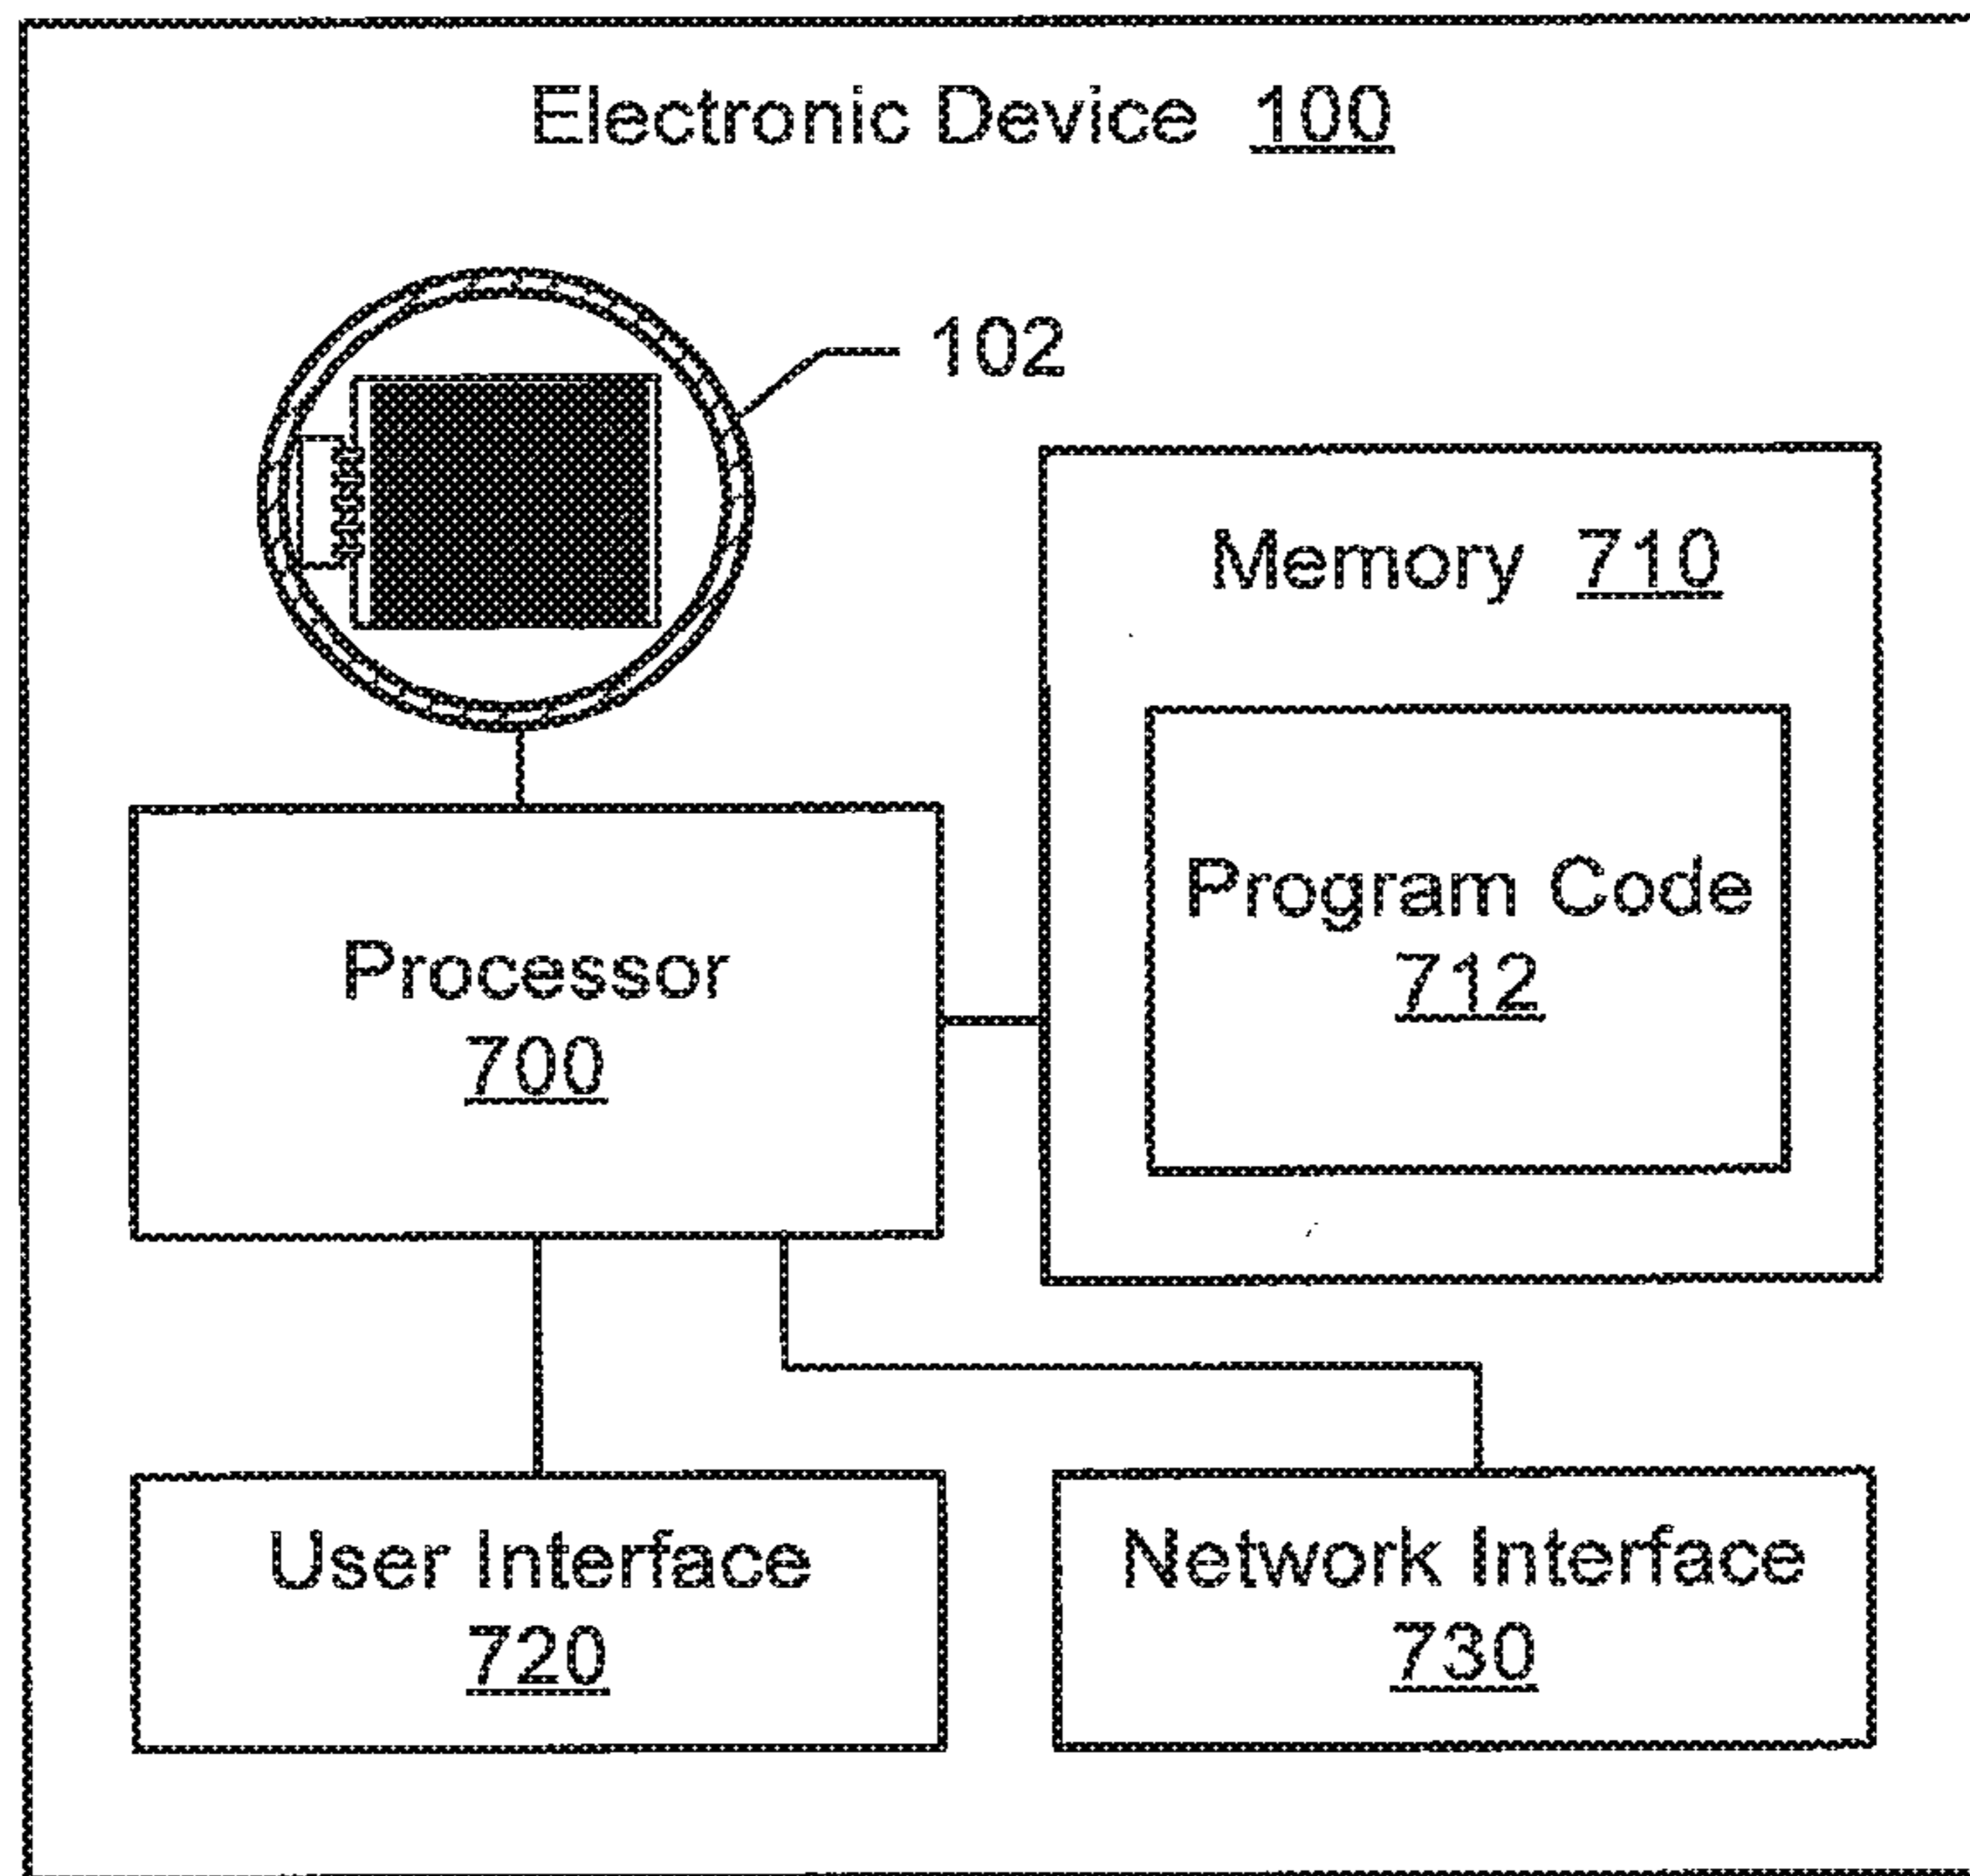 Electronic Device 100
102
Memory 710
Program Code
712
Processor
700
User Interface
720
Network Interface
730